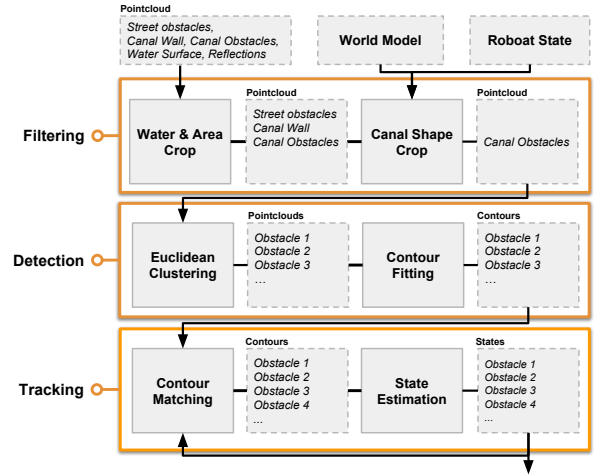 Pointcloud
Street obstacles,
Canal Wall, Canal Obstacles,
Water Surface, Reflections
World Model
Roboat State
Filtering
Water & Area
Crop
Pointcloud
Street obstacles
Canal Wall
Canal Obstacles
Canal Shape
Crop
Pointcloud
Canal Obstacles
Detection
Euclidean
Clustering
Pointclouds
Obstacle 1
Obstacle 2
Obstacle 3
...
Contour
Fitting
Contours
Obstacle 1
Obstacle 2
Obstacle 3
...
Tracking
Contour
Matching
Contours
Obstacle 1
Obstacle 2
Obstacle 3
Obstacle 4
...
State
Estimation
States
Obstacle 1
Obstacle 2
Obstacle 3
Obstacle 4
...